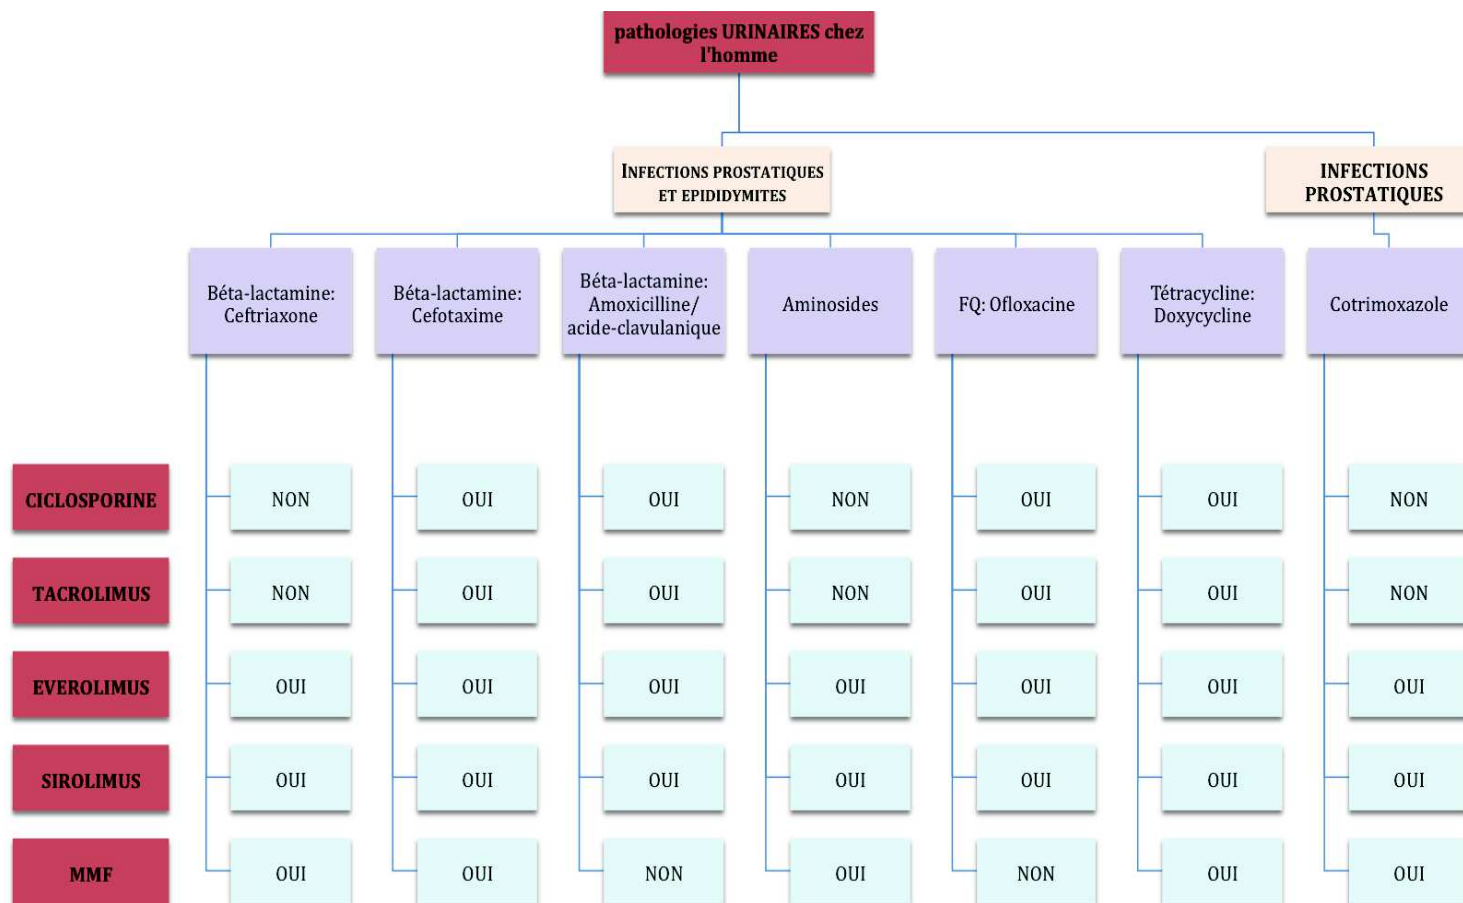 pathologies URINAIRES chez
l'homme
INFECTIONS PROSTATIQUES
ET EPIDIDYMITES
INFECTIONS
PROSTATIQUES
Béta-lactamine:
Ceftriaxone
Béta-lactamine:
Cefotaxime
Béta-lactamine:
Amoxicilline/
acide-clavulanique
Aminosides
FQ: Ofloxacine
Tétracycline:
Doxycycline
Cotrimoxazole
CICLOSPORINE NON OUI OUI NON OUI OUI NON
TACROLIMUS NON OUI OUI NON OUI OUI NON
EVEROLIMUS OUI OUI OUI OUI OUI OUI OUI
SIROLIMUS OUI OUI OUI OUI OUI OUI OUI
MMF OUI OUI NON OUI NON OUI OUI